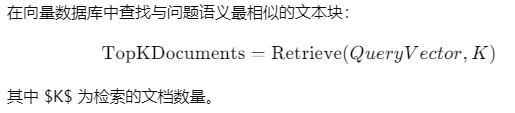 在向量数据库中查找与问题语义最相似的文本块：
TopKDocuments = Retrieve(QueryVector, K)
其中 $K$ 为检索的文档数量。